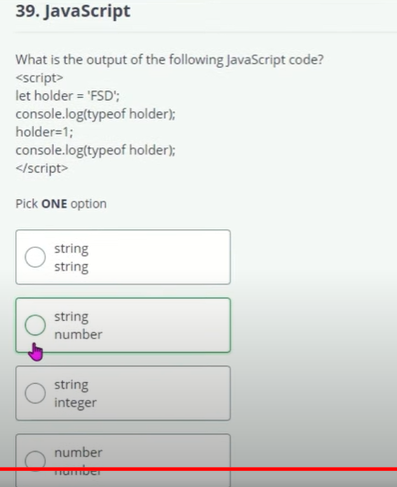 39. JavaScript
What is the output of the following JavaScript code?
<script>
let holder = 'FSD';
console.log(typeof holder);
holder=1;
console.log(typeof holder);
</script>
Pick ONE option
string
string
string
number
string
integer
number
number